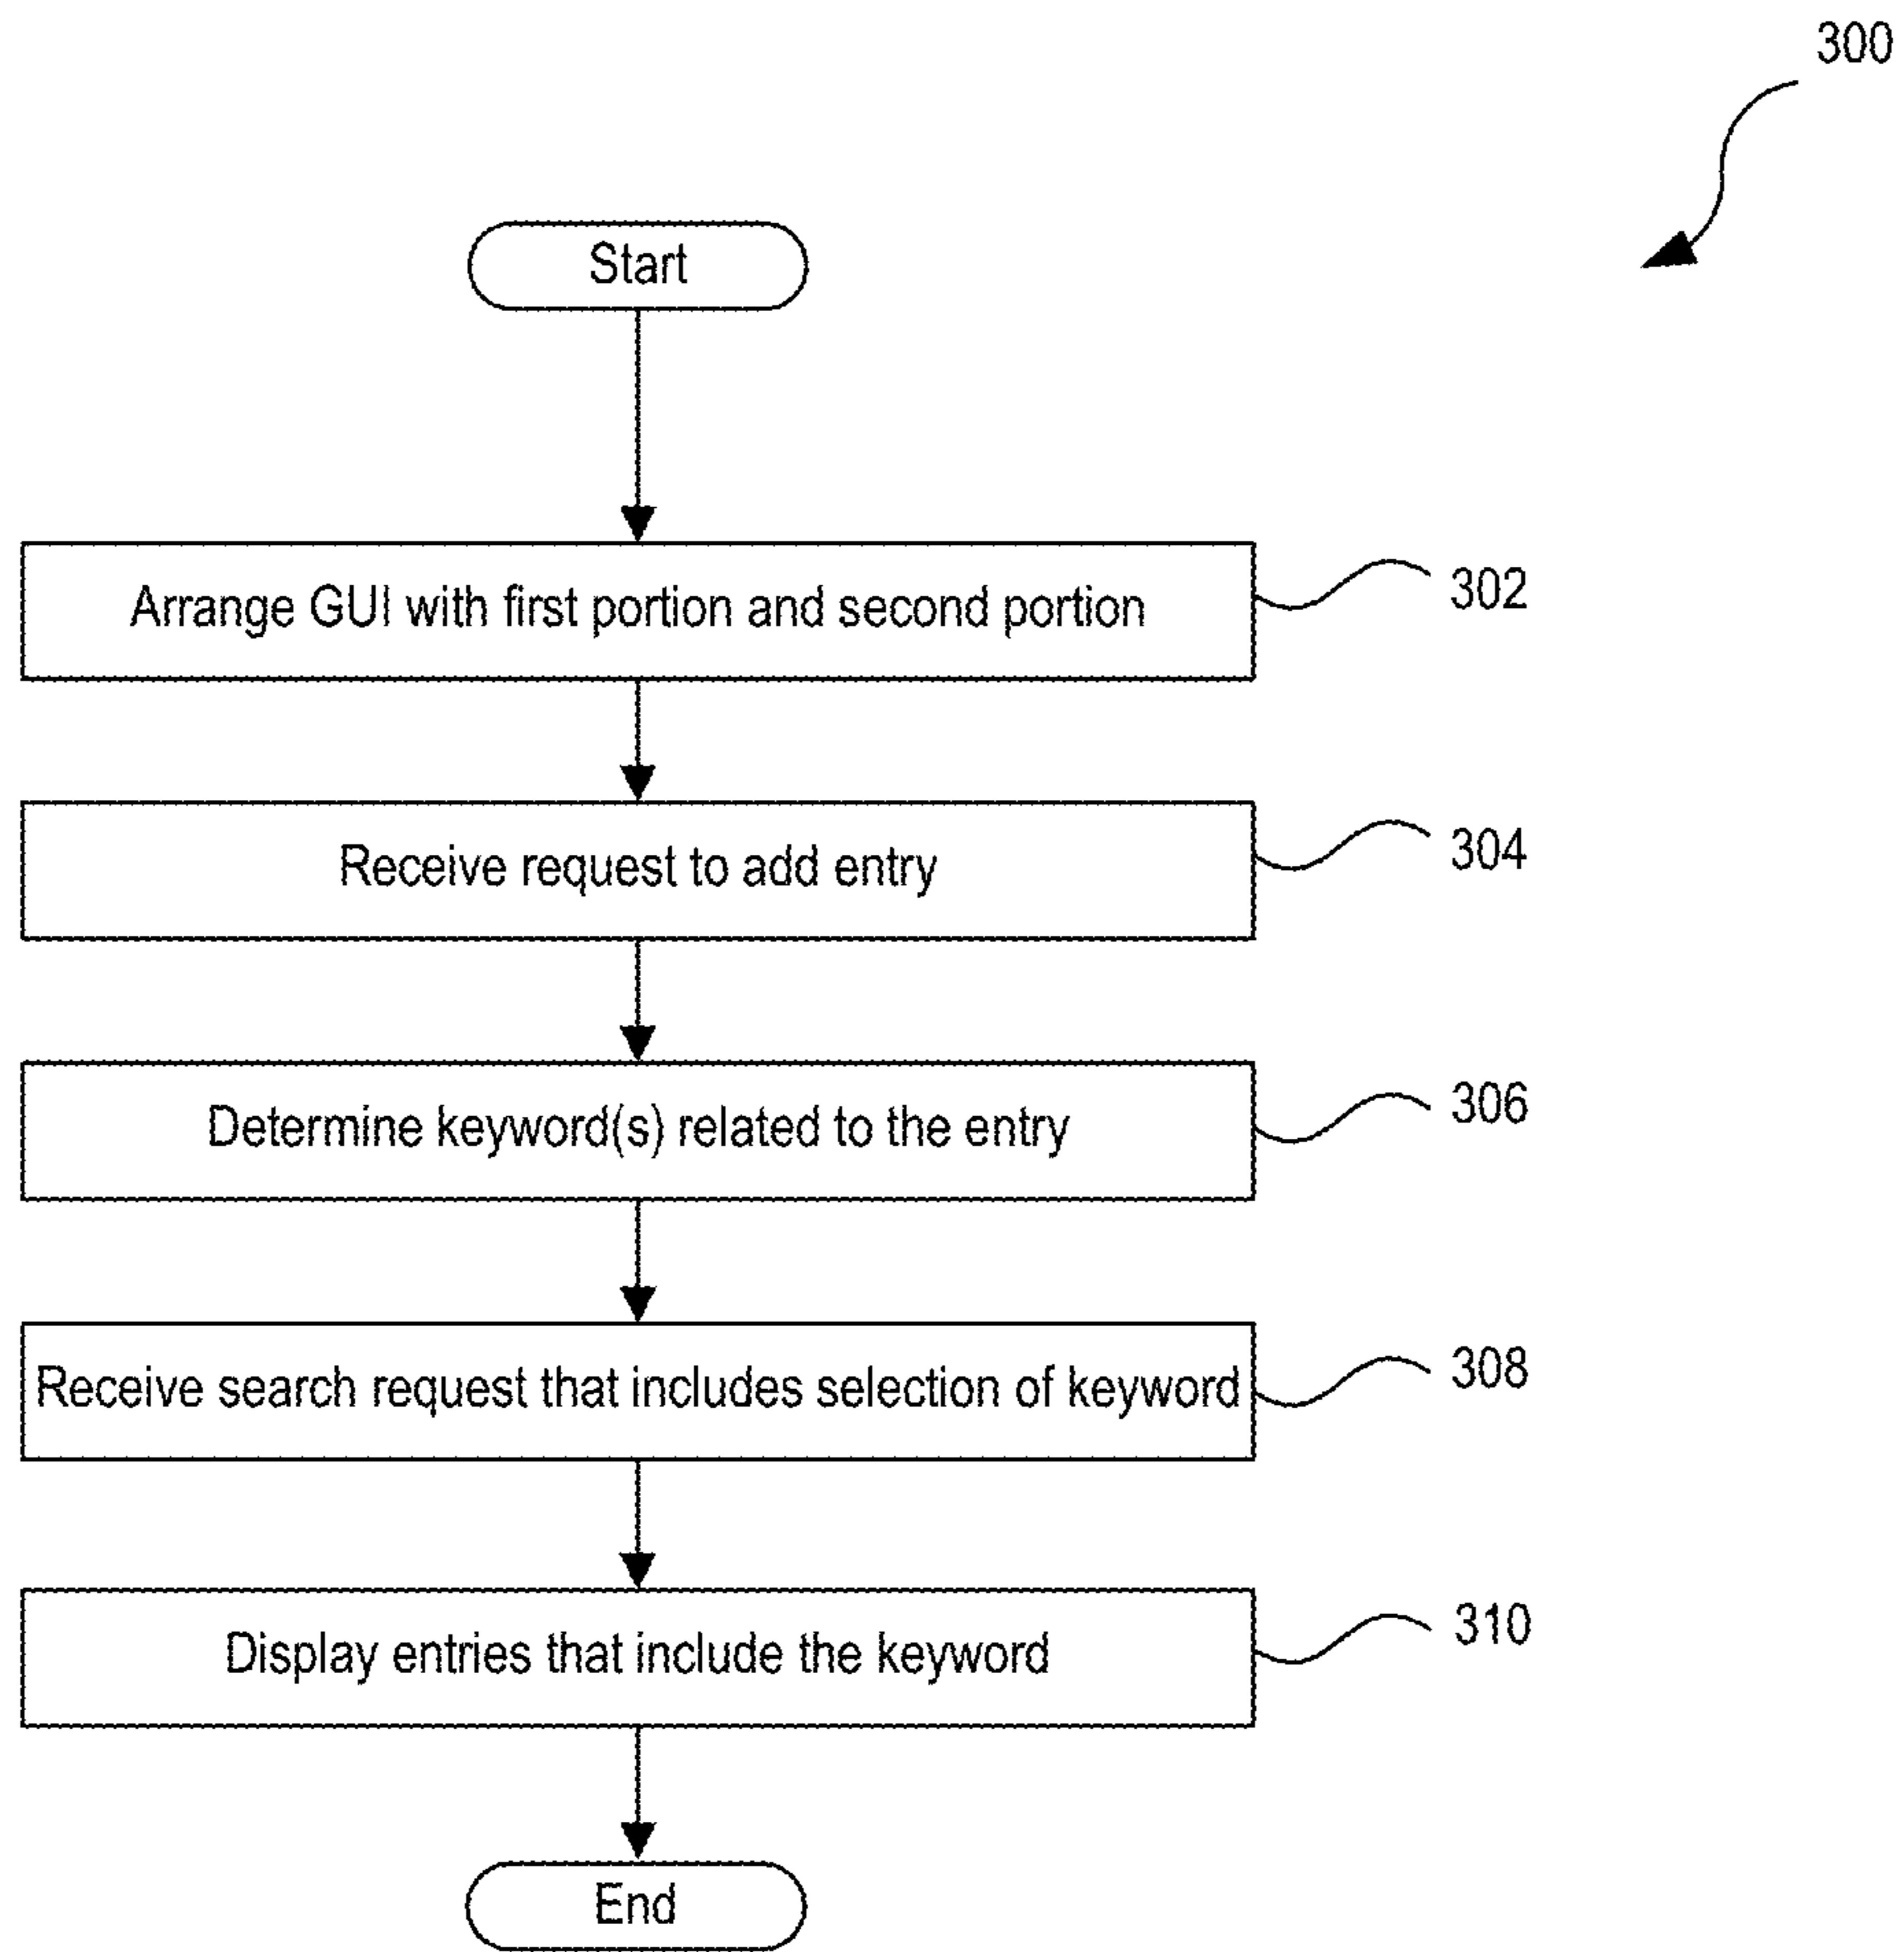 300
Start
Arrange GUI with first portion and second portion
302
Receive request to add entry
304
Determine keyword(s) related to the entry
306
Receive search request that includes selection of keyword
308
Display entries that include the keyword
310
End